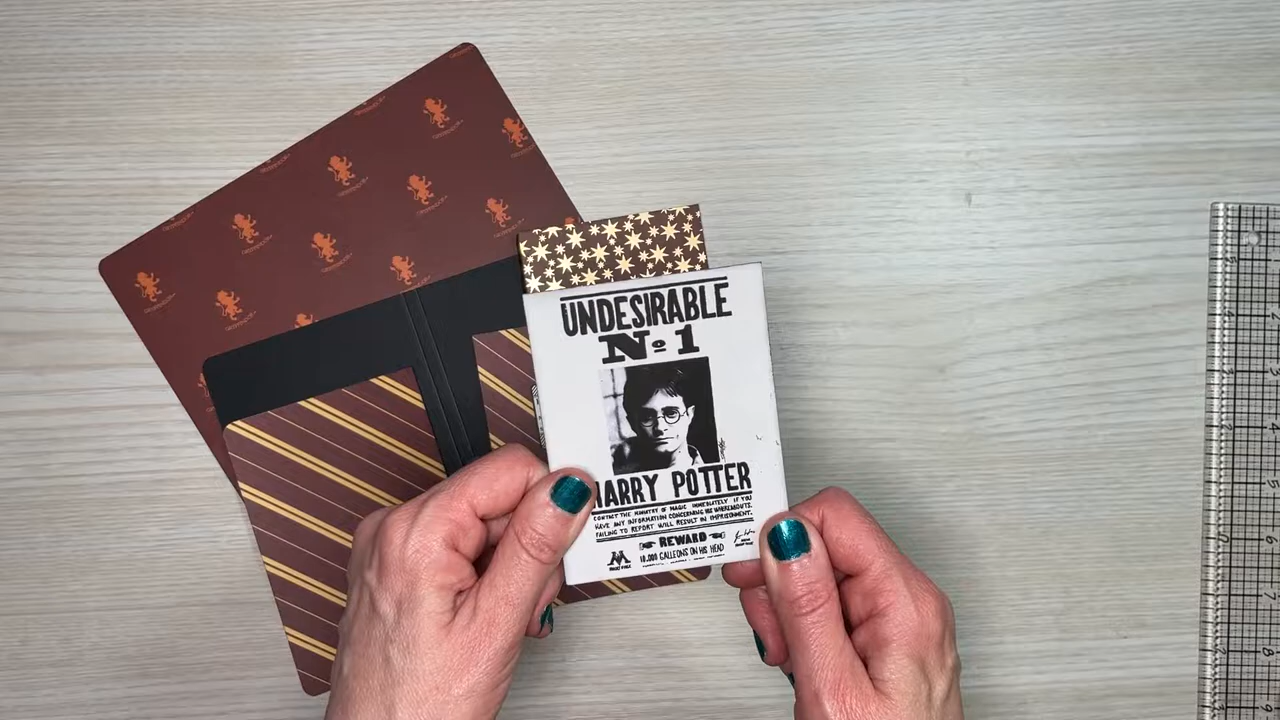 UNDESIRABLE
No 1
HARRY POTTER
CONTACT THE MINISTRY OF MAGIC IMMEDIATELY IF YOU
HAVE ANY INFORMATION CONCERNING HIS WHEREABOUTS.
FAILING TO REPORT WILL RESULT IN IMPRISONMENT.
REWARD
10.000 GALLEONS ON HIS HEAD